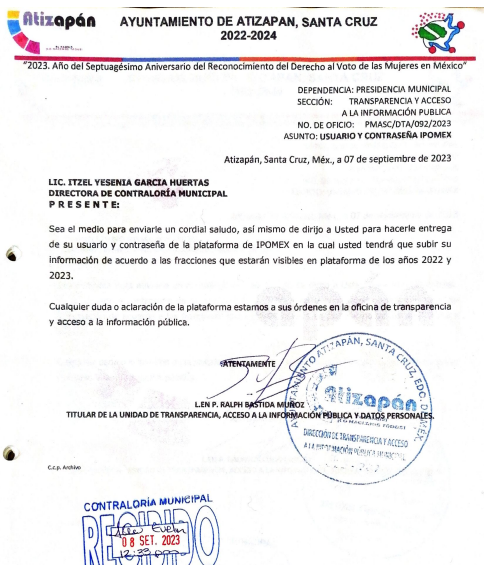 Atizapán
AYUNTAMIENTO DE ATIZAPAN, SANTA CRUZ
2022-2024
"2023. Año del Septuagésimo Aniversario del Reconocimiento del Derecho al Voto de las Mujeres en México"
DEPENDENCIA: PRESIDENCIA MUNICIPAL
SECCIÓN: TRANSPARENCIA Y ACCESO
A LA INFORMACIÓN PUBLICA
NO. DE OFICIO: PMASC/DTA/092/2023
ASUNTO: USUARIO Y CONTRASEÑA IPOMEX
Atizapán, Santa Cruz, Méx., a 07 de septiembre de 2023
LIC. ITZEL YESENIA GARCIA HUERTAS
DIRECTORA DE CONTRALORÍA MUNICIPAL
P R E S E N T E:
Sea el medio para enviarle un cordial saludo, así mismo de dirijo a Usted para hacerle entrega
de su usuario y contraseña de la plataforma de IPOMEX en la cual usted tendrá que subir su
información de acuerdo a las fracciones que estarán visibles en plataforma de los años 2022 y
2023.
Cualquier duda o aclaración de la plataforma estamos a sus órdenes en la oficina de transparencia
y acceso a la información pública.
ATENTAMENTE
L.EN P. RALPH BASTIDA MUÑOZ
TITULAR DE LA UNIDAD DE TRANSPARENCIA, ACCESO A LA INFORMACIÓN PÚBLICA Y DATOS PERSONALES.
AYUNTAMIENTO ATIZAPÁN, SANTA CRUZ, EDO. DE MEX.
Atizapán
DIRECCIÓN DE TRANSPARENCIA Y ACCESO
A LA INFORMACIÓN PÚBLICA MUNICIPAL
C.c.p. Archivo
CONTRALORÍA MUNICIPAL
RECIBIDO
08 SET. 2023
12:33 pm